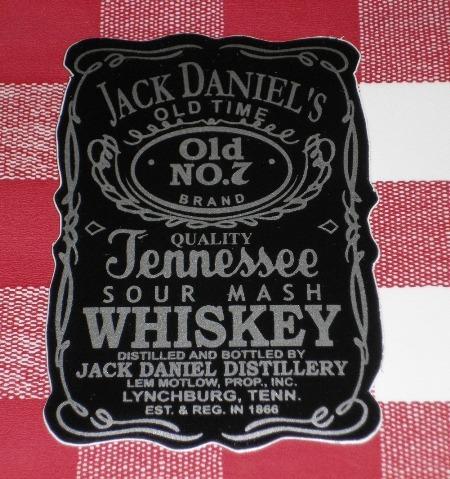 JACK DANIEL'S
OLD TIME
Old
NO.7
BRAND
QUALITY
Tennessee
SOUR MASH
WHISKEY
DISTILLED AND BOTTLED BY
JACK DANIEL DISTILLERY
LEM MOTLOW, PROP., INC.
LYNCHBURG, TENN.
EST. & REG. IN 1866